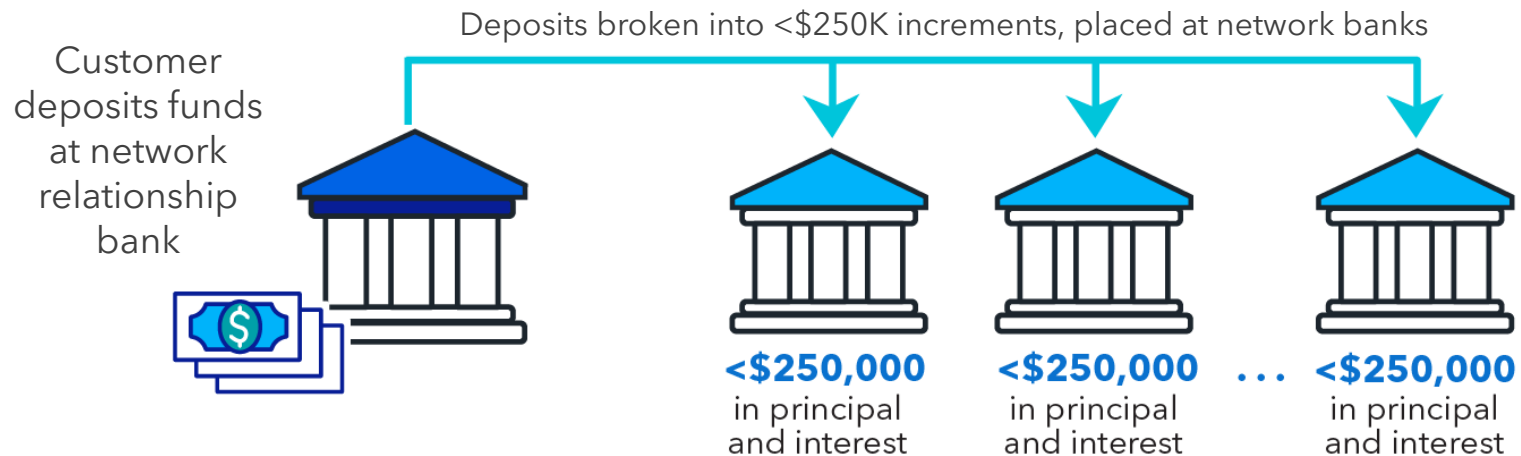 Deposits broken into <$250K increments, placed at network banks
Customer
deposits funds
at network
relationship
bank
$
<$250,000
in principal
and interest
<$250,000
in principal
and interest
...
<$250,000
in principal
and interest